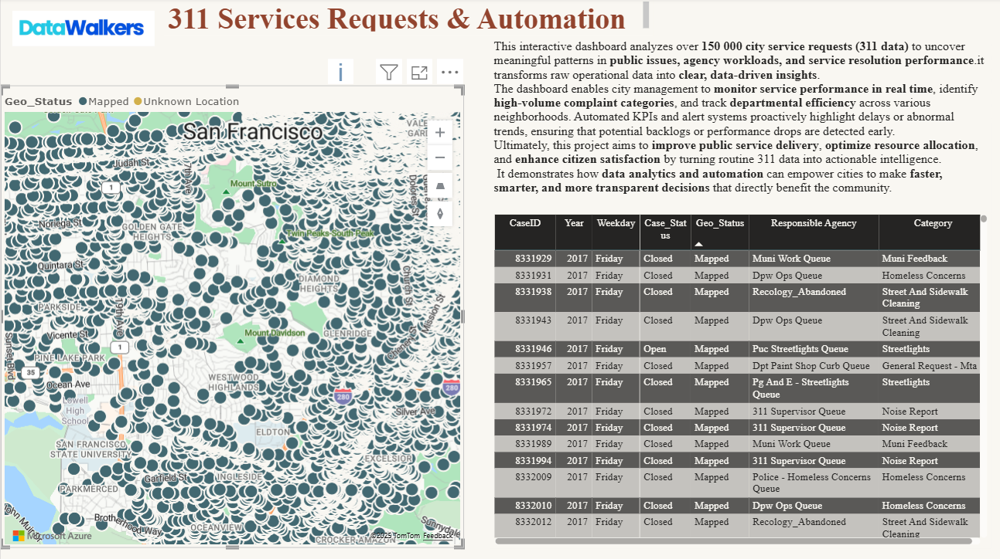 DataWalkers
311 Services Requests & Automation
This interactive dashboard analyzes over 150 000 city service requests (311 data) to uncover
meaningful patterns in public issues, agency workloads, and service resolution performance.it
transforms raw operational data into clear, data-driven insights.
The dashboard enables city management to monitor service performance in real time, identify
high-volume complaint categories, and track departmental efficiency across various
neighborhoods. Automated KPIs and alert systems proactively highlight delays or abnormal
trends, ensuring that potential backlogs or performance drops are detected early.
Ultimately, this project aims to improve public service delivery, optimize resource allocation,
and enhance citizen satisfaction by turning routine 311 data into actionable intelligence.
It demonstrates how data analytics and automation can empower cities to make faster,
smarter, and more transparent decisions that directly benefit the community.
Geo_Status Mapped Unknown Location
San Francisco
Judah St
1
7th Ave
Mount Sutro
Dolores St
Noriega St
GOLDEN GATE
HEIGHTS
Twin Peaks-South Peak
Quintara St
DIAMOND
HEIGHTS
Church St
Mission St
PARKSIDE
19th Ave
Vicente St
Mount Davidson
GLENRIDGE
1
Sunset Blvd
PINE LAKE PARK
35
Ocean Ave
WESTWOOD
HIGHLANDS
280
280
Lowell
High
School
Silver Ave
ELDTON
SAN FRANCISCO
STATE UNIVERSITY
EXCELSIOR
Garfield St
INGLESIDE
PARKMERCED
Brotherhood Way
OCEANVIEW
Sunnydale
CROCKER-AMAZON
Microsoft Azure
©2025 TomTom Feedback
CaseID Year Weekday Case_Stat Geo_Status Responsible Agency Category
us
8331929 2017 Friday Closed Mapped Muni Work Queue Muni Feedback
8331931 2017 Friday Closed Mapped Dpw Ops Queue Homeless Concerns
8331938 2017 Friday Closed Mapped Recology_Abandoned Street And Sidewalk
Cleaning
8331943 2017 Friday Closed Mapped Dpw Ops Queue Street And Sidewalk
Cleaning
8331946 2017 Friday Open Mapped Puc Streetlights Queue Streetlights
8331957 2017 Friday Closed Mapped Dpt Paint Shop Curb Queue General Request - Mta
8331965 2017 Friday Closed Mapped Pg And E - Streetlights Streetlights
Queue
8331972 2017 Friday Closed Mapped 311 Supervisor Queue Noise Report
8331974 2017 Friday Closed Mapped 311 Supervisor Queue Noise Report
8331989 2017 Friday Closed Mapped Muni Work Queue Muni Feedback
8331994 2017 Friday Closed Mapped 311 Supervisor Queue Noise Report
8332009 2017 Friday Closed Mapped Police - Homeless Concerns Homeless Concerns
Queue
8332010 2017 Friday Closed Mapped Dpw Ops Queue Homeless Concerns
8332012 2017 Friday Closed Mapped Recology_Abandoned Street And Sidewalk
Cleaning